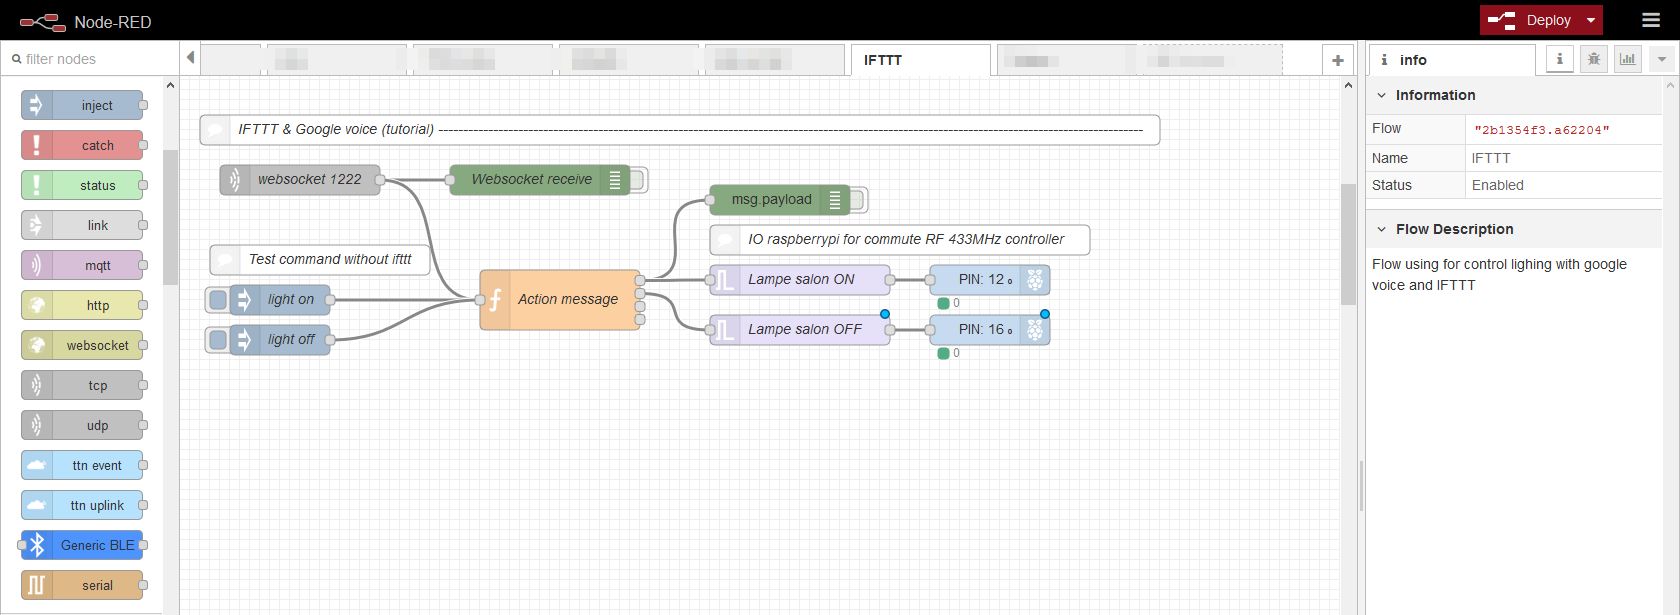 Node-RED
Deploy
filter nodes
IFTTT
info
inject
catch
status
link
mqtt
http
websocket
tcp
udp
ttn event
ttn uplink
Generic BLE
serial
IFTTT & Google voice (tutorial) ----------------------------------------------------------------------------------------------------------------------------------------
websocket 1222
Websocket receive
msg.payload
IO raspberrypi for commute RF 433MHz controller
Test command without ifttt
light on
light off
Action message
Lampe salon ON
PIN: 12 0
0
Lampe salon OFF
PIN: 16 0
0
Information
Flow "2b1354f3.a62204"
Name IFTTT
Status Enabled
Flow Description
Flow using for control lighing with google
voice and IFTTT